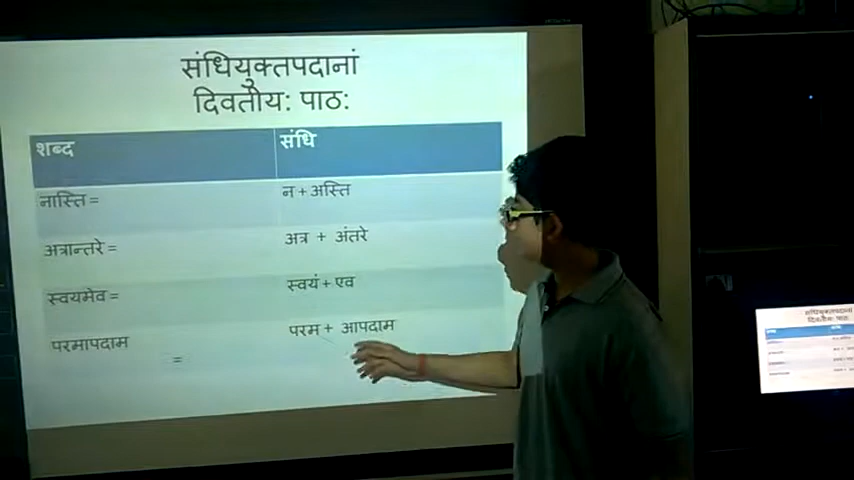 संधियुक्तपदानां
दिवतीय: पाठ:
शब्द संधि
नास्ति = न + अस्ति
अत्रान्तरे = अत्र + अंतरे
स्वयमेव = स्वयं + एव
परमापदाम = परम + आपदाम